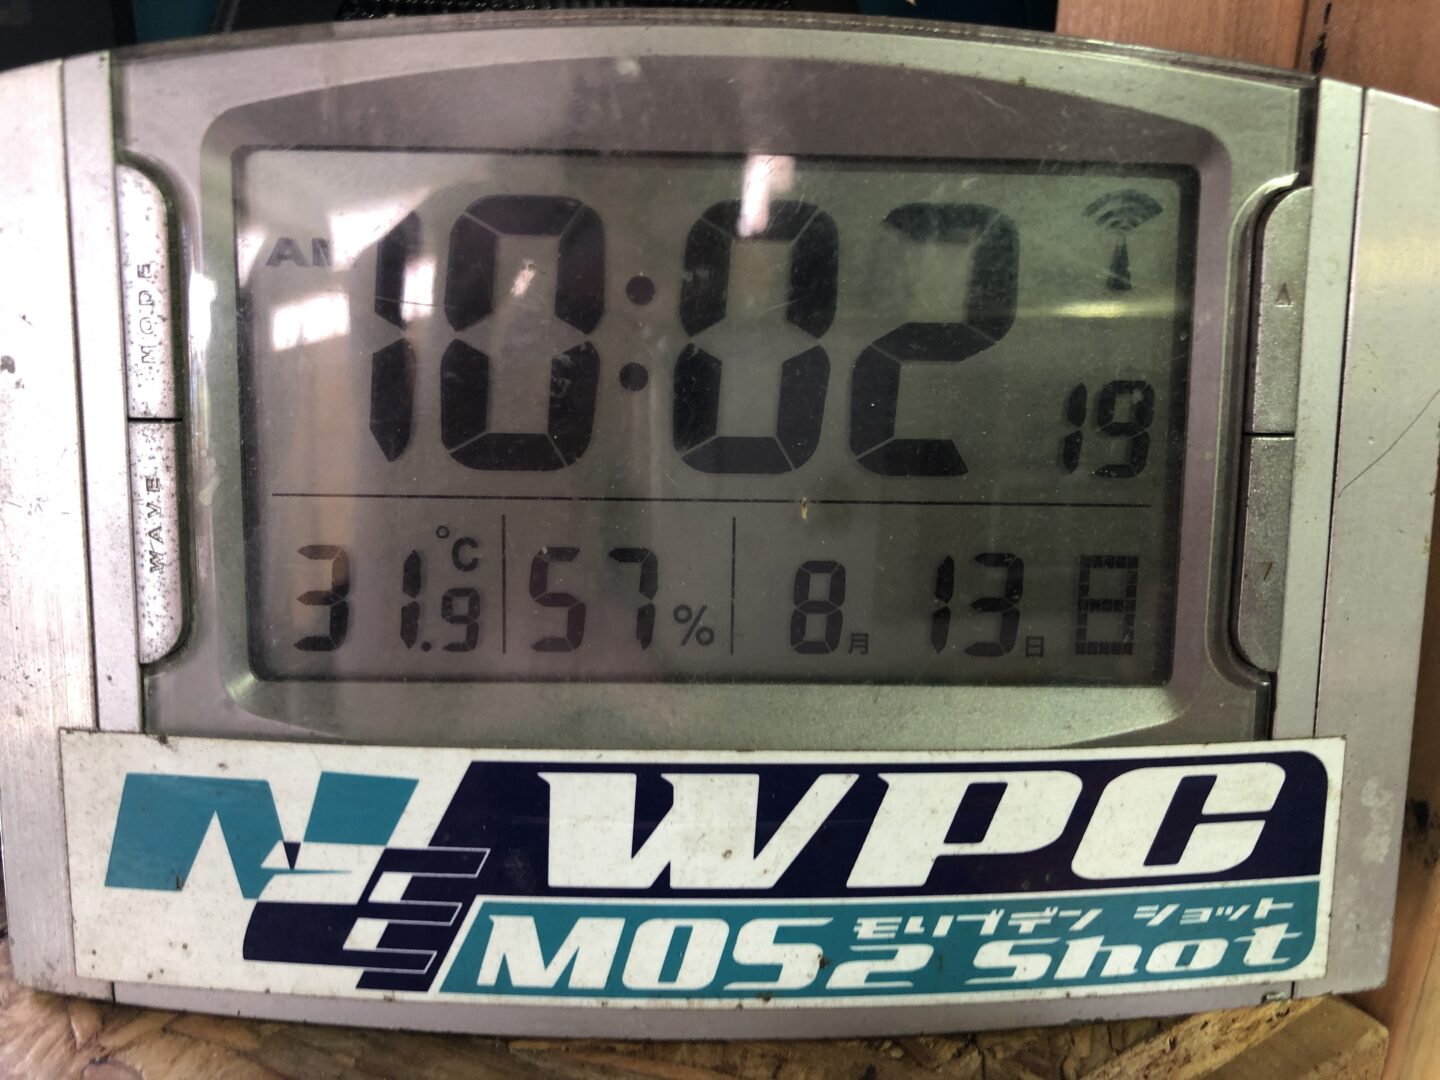 AM 10:02 19
31.9 °C 57 % 8月 13日 日
MODE
WAVE
NE WPC
モリブデン ショット
MOS2 Shot